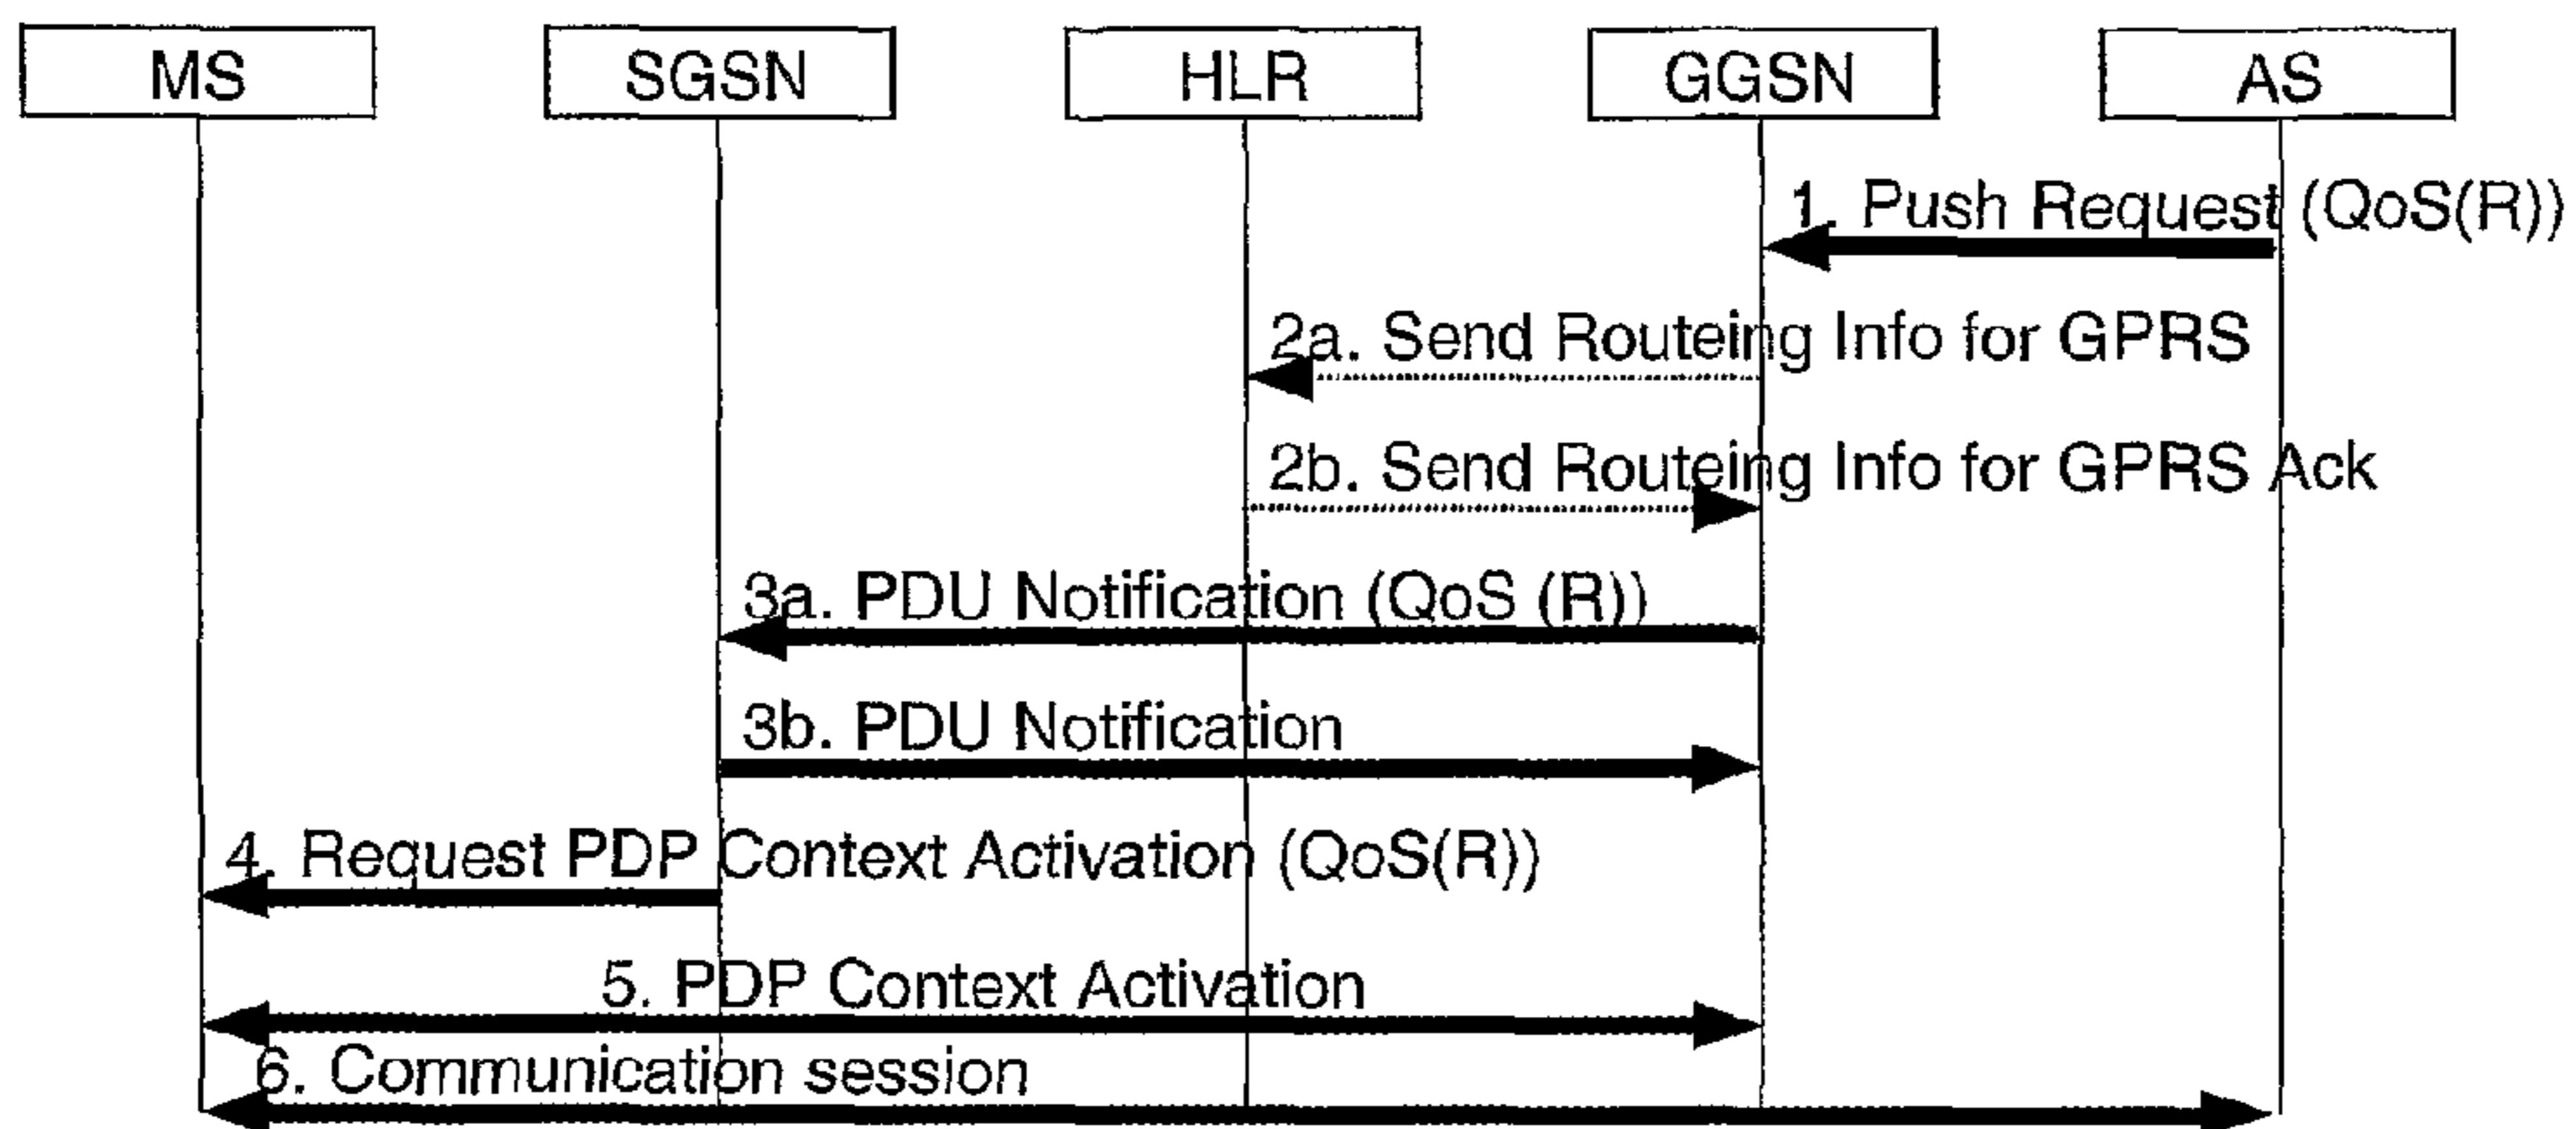 MS SGSN HLR GGSN AS
1. Push Request (QoS(R))
2a. Send Routeing Info for GPRS
2b. Send Routeing Info for GPRS Ack
3a. PDU Notification (QoS (R))
3b. PDU Notification
4. Request PDP Context Activation (QoS(R))
5. PDP Context Activation
6. Communication session